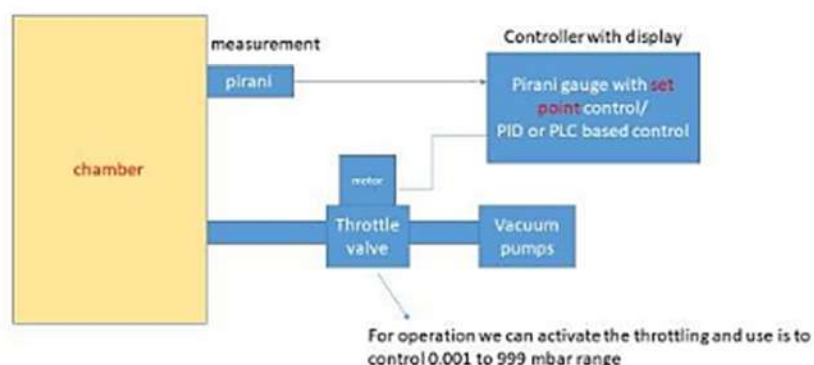 measurement
Controller with display
pirani
Pirani gauge with set
point control/
PID or PLC based control
chamber
motor
Throttle
valve
Vacuum
pumps
For operation we can activate the throttling and use is to
control 0.001 to 999 mbar range